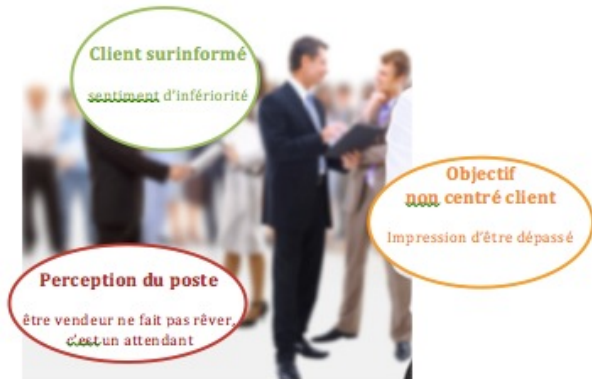 Client surinformé
sentiment d'infériorité
Objectif
non centré client
Impression d'être dépassé
Perception du poste
être vendeur ne fait pas rêver,
c'est un attendant